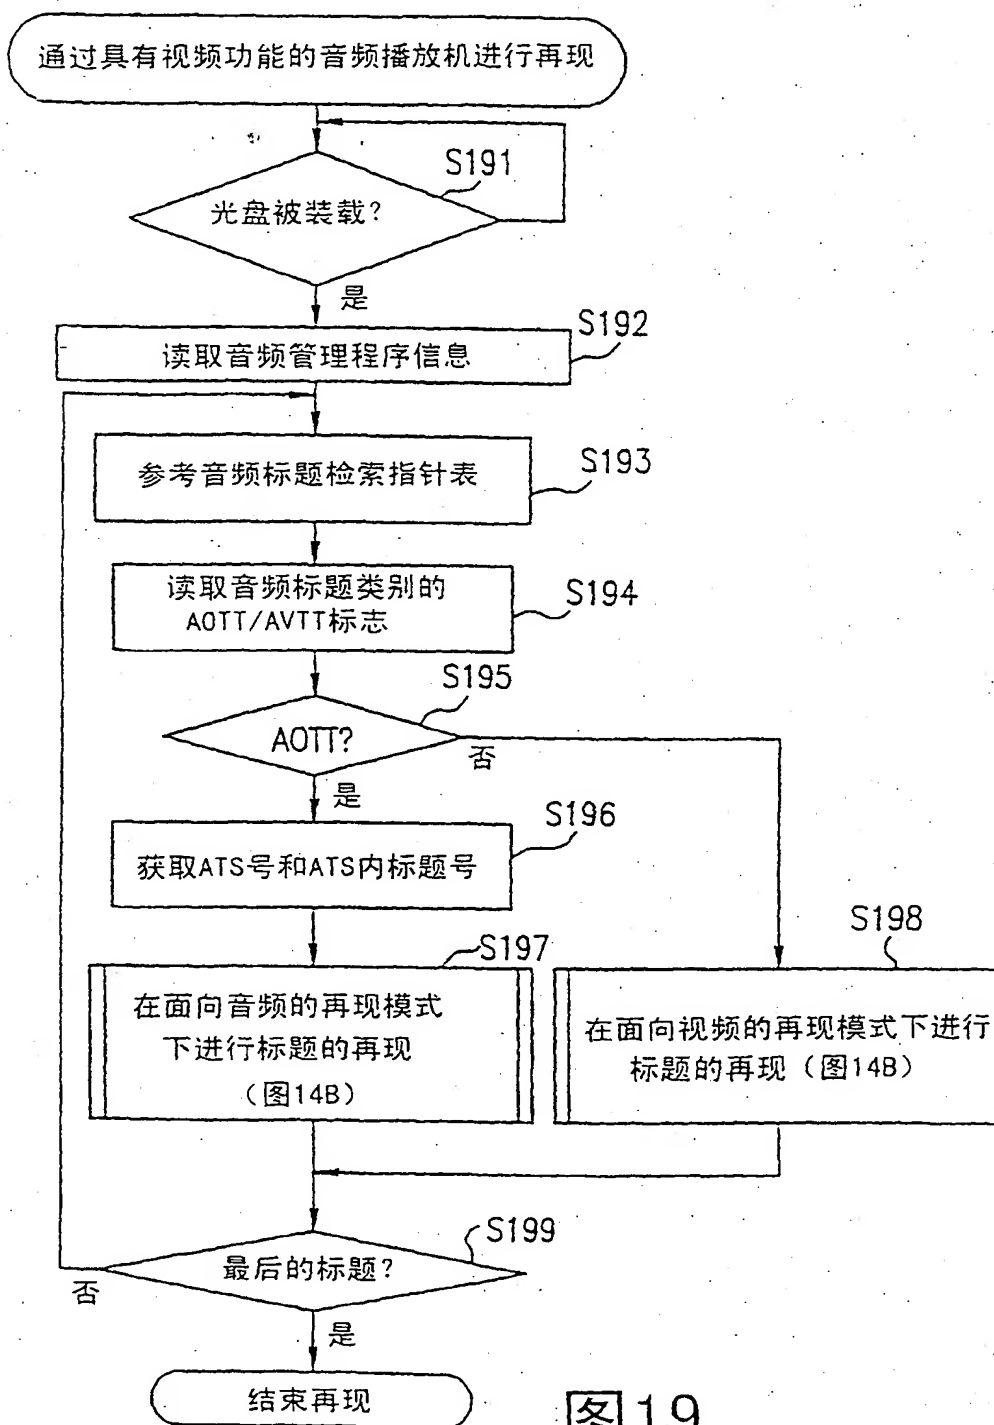 通过具有视频功能的音频播放机进行再现
S191
光盘被装载?
是
S192
读取音频管理程序信息
S193
参考音频标题检索指针表
S194
读取音频标题类别的
AOTT/AVTT标志
S195
AOTT?
否
是
S196
获取ATS号和ATS内标题号
S197
在面向音频的再现模式
下进行标题的再现
(图14B)
S198
在面向视频的再现模式下进行
标题的再现(图14B)
S199
最后的标题?
否
是
结束再现
图19